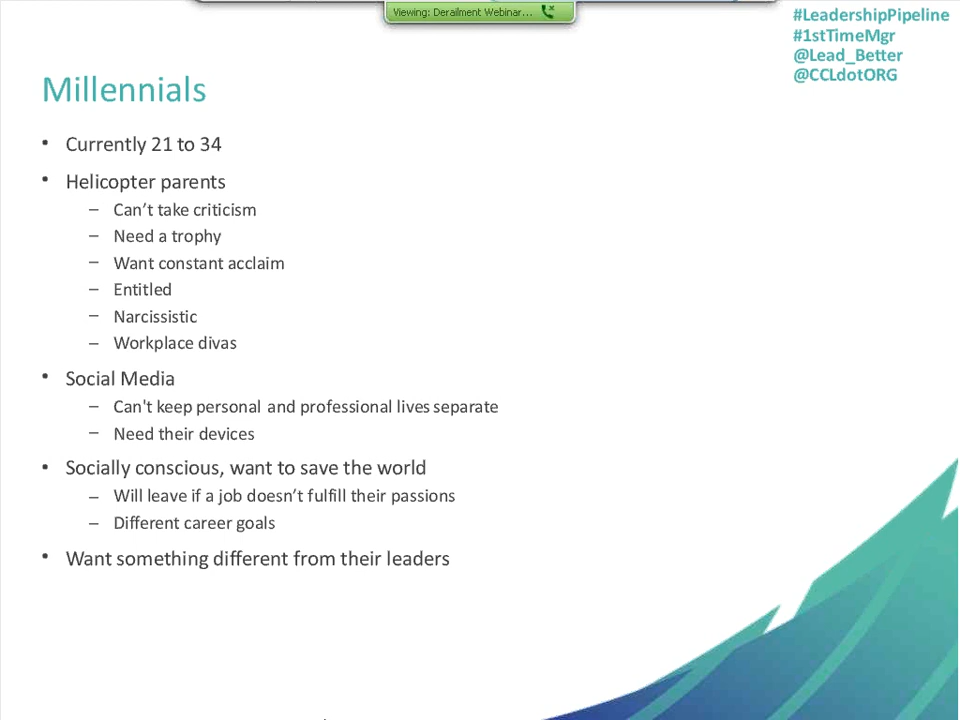 Viewing: Derailment Webinar...
#LeadershipPipeline
#1stTimeMgr
@Lead_Better
@CCLdotORG
Millennials
• Currently 21 to 34
• Helicopter parents
– Can’t take criticism
– Need a trophy
– Want constant acclaim
– Entitled
– Narcissistic
– Workplace divas
• Social Media
– Can't keep personal and professional lives separate
– Need their devices
• Socially conscious, want to save the world
– Will leave if a job doesn’t fulfill their passions
– Different career goals
• Want something different from their leaders